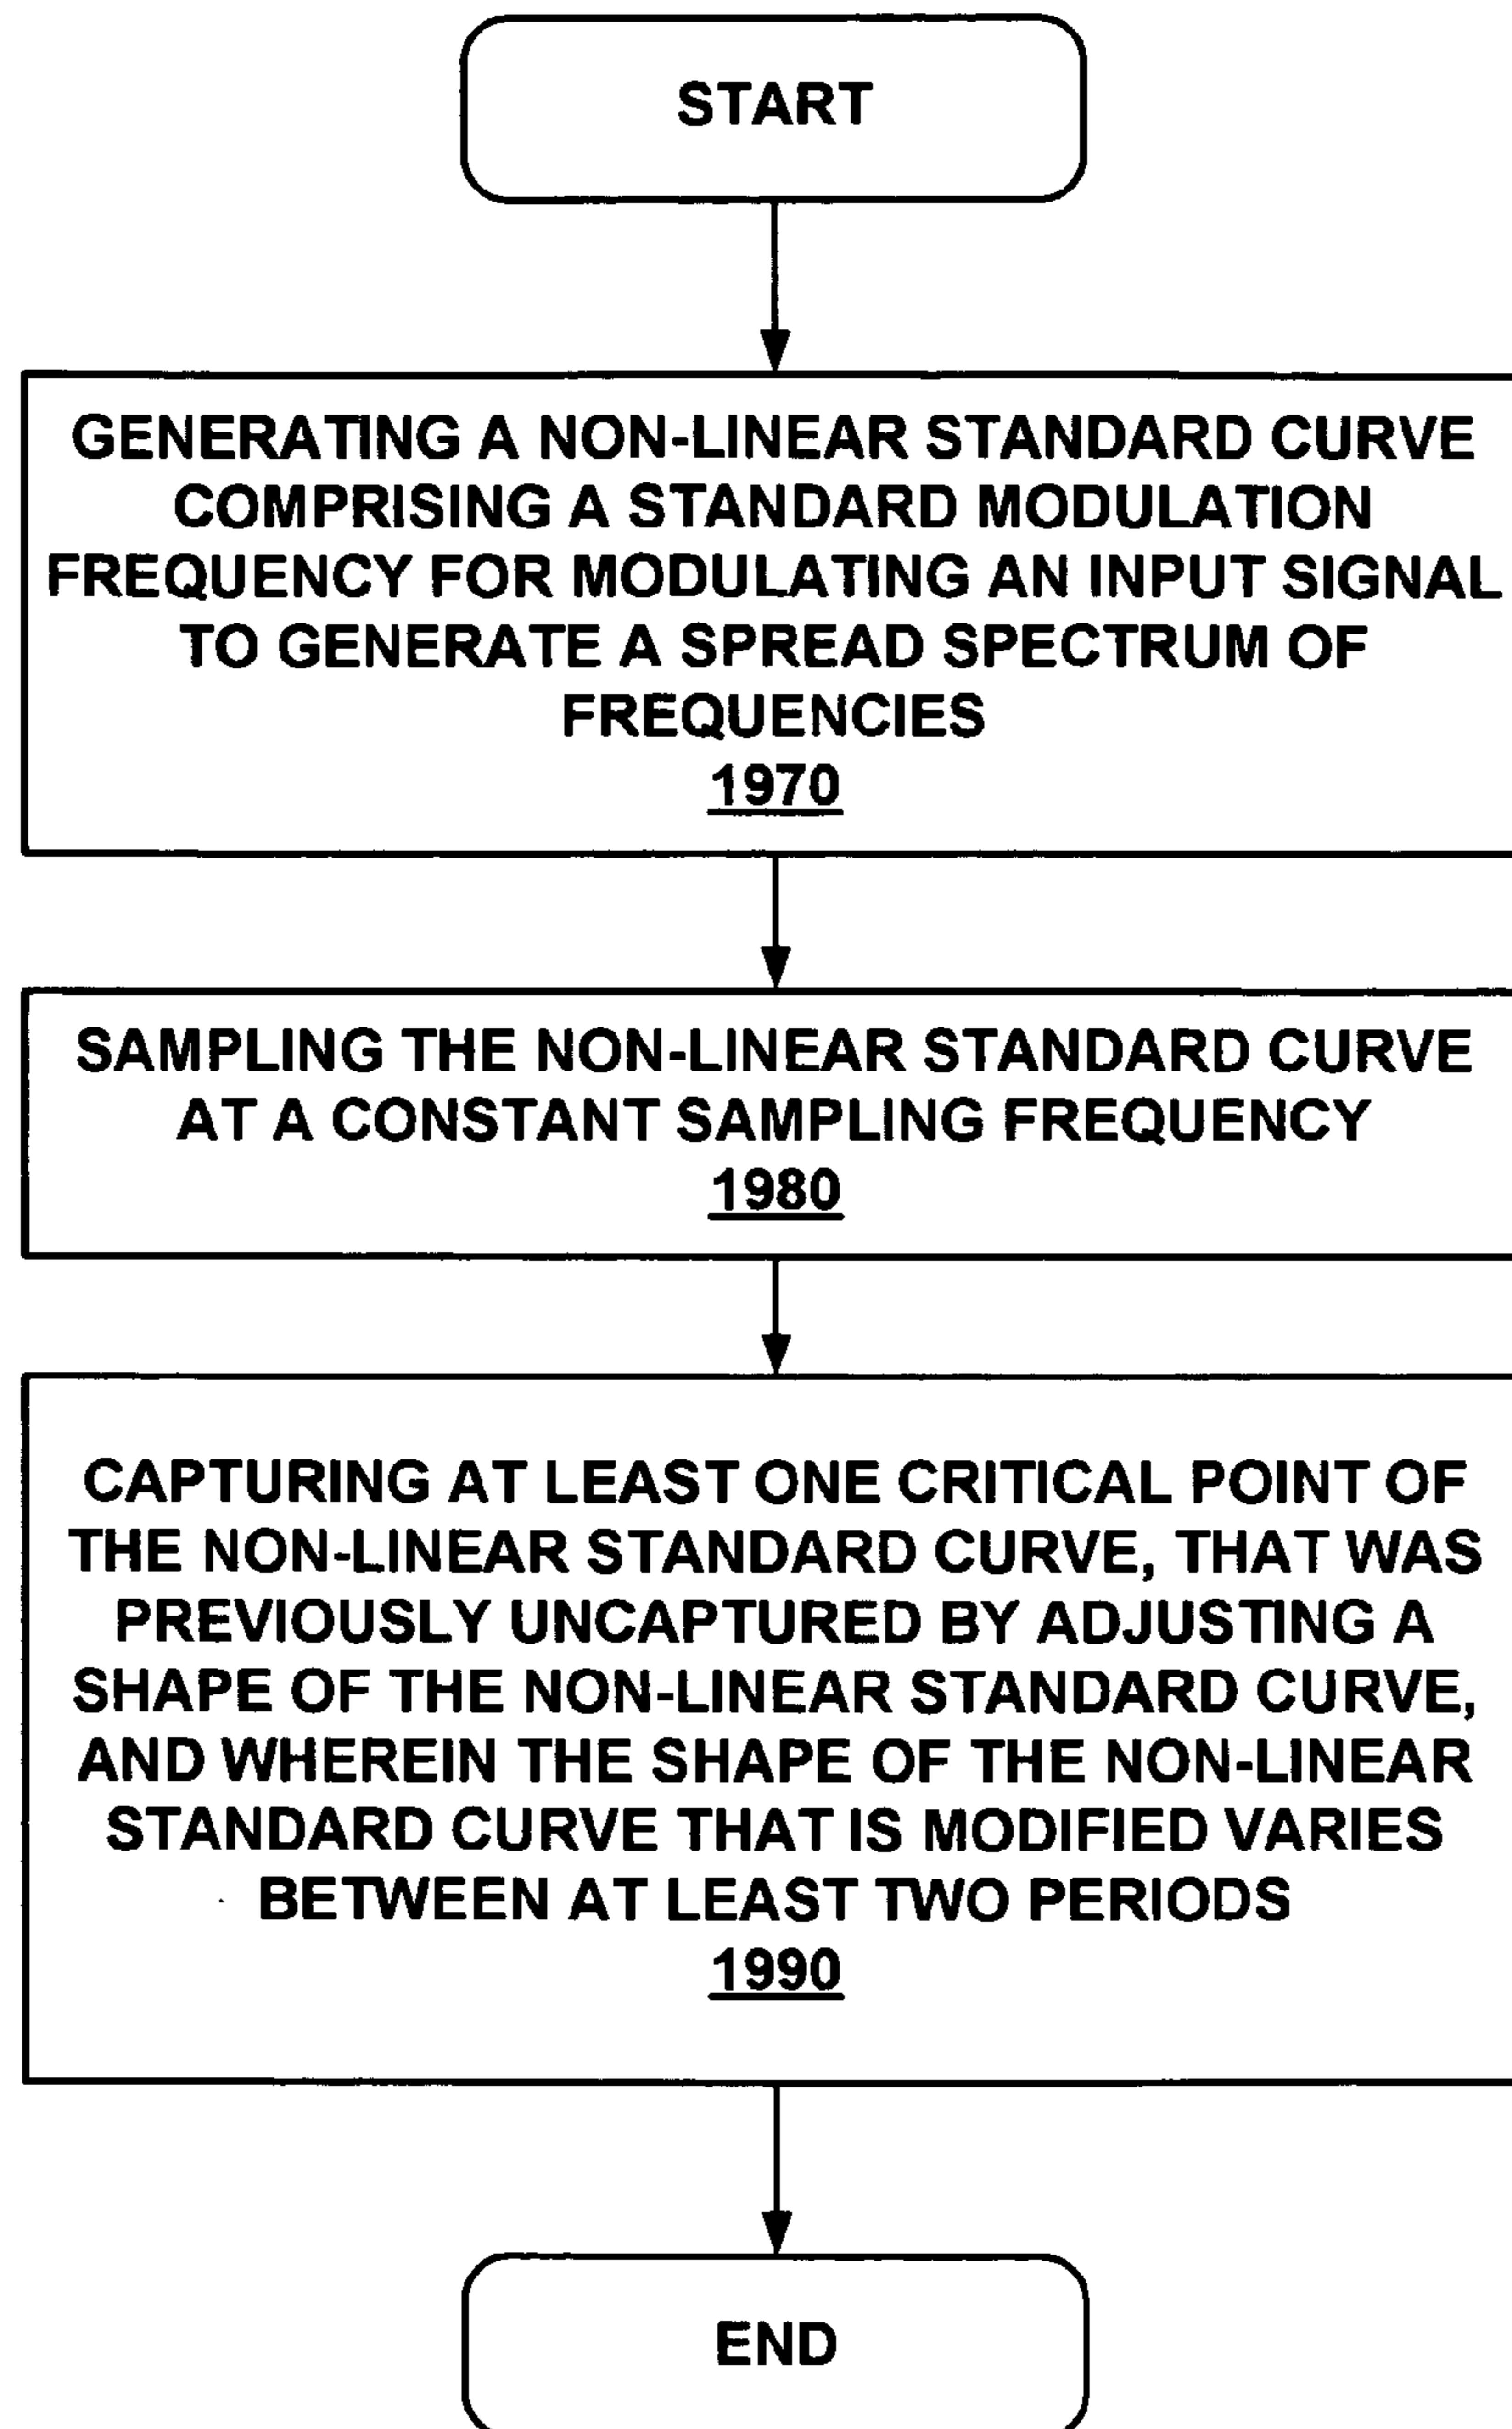 START
GENERATING A NON-LINEAR STANDARD CURVE
COMPRISING A STANDARD MODULATION
FREQUENCY FOR MODULATING AN INPUT SIGNAL
TO GENERATE A SPREAD SPECTRUM OF
FREQUENCIES
1970
SAMPLING THE NON-LINEAR STANDARD CURVE
AT A CONSTANT SAMPLING FREQUENCY
1980
CAPTURING AT LEAST ONE CRITICAL POINT OF
THE NON-LINEAR STANDARD CURVE, THAT WAS
PREVIOUSLY UNCAPTURED BY ADJUSTING A
SHAPE OF THE NON-LINEAR STANDARD CURVE,
AND WHEREIN THE SHAPE OF THE NON-LINEAR
STANDARD CURVE THAT IS MODIFIED VARIES
BETWEEN AT LEAST TWO PERIODS
1990
END